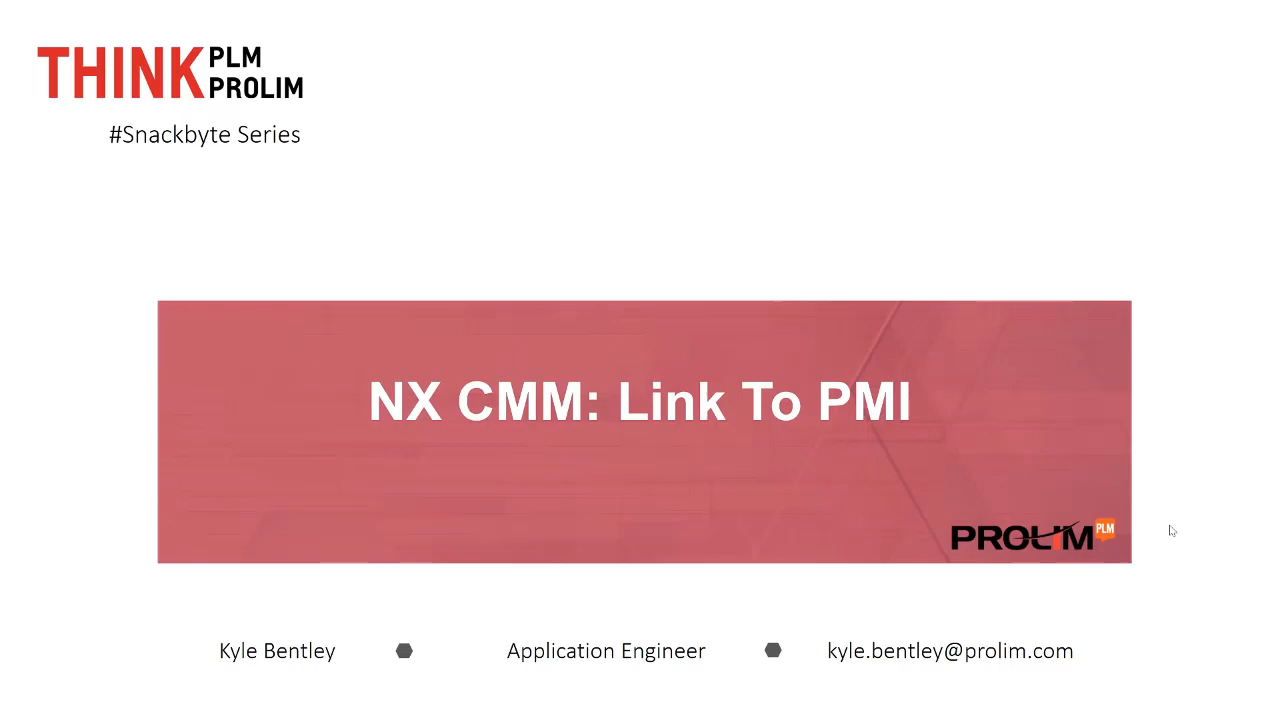 THINK PLM
PROLIM
#Snackbyte Series
NX CMM: Link To PMI
PROLIM PLM
Kyle Bentley
Application Engineer
kyle.bentley@prolim.com